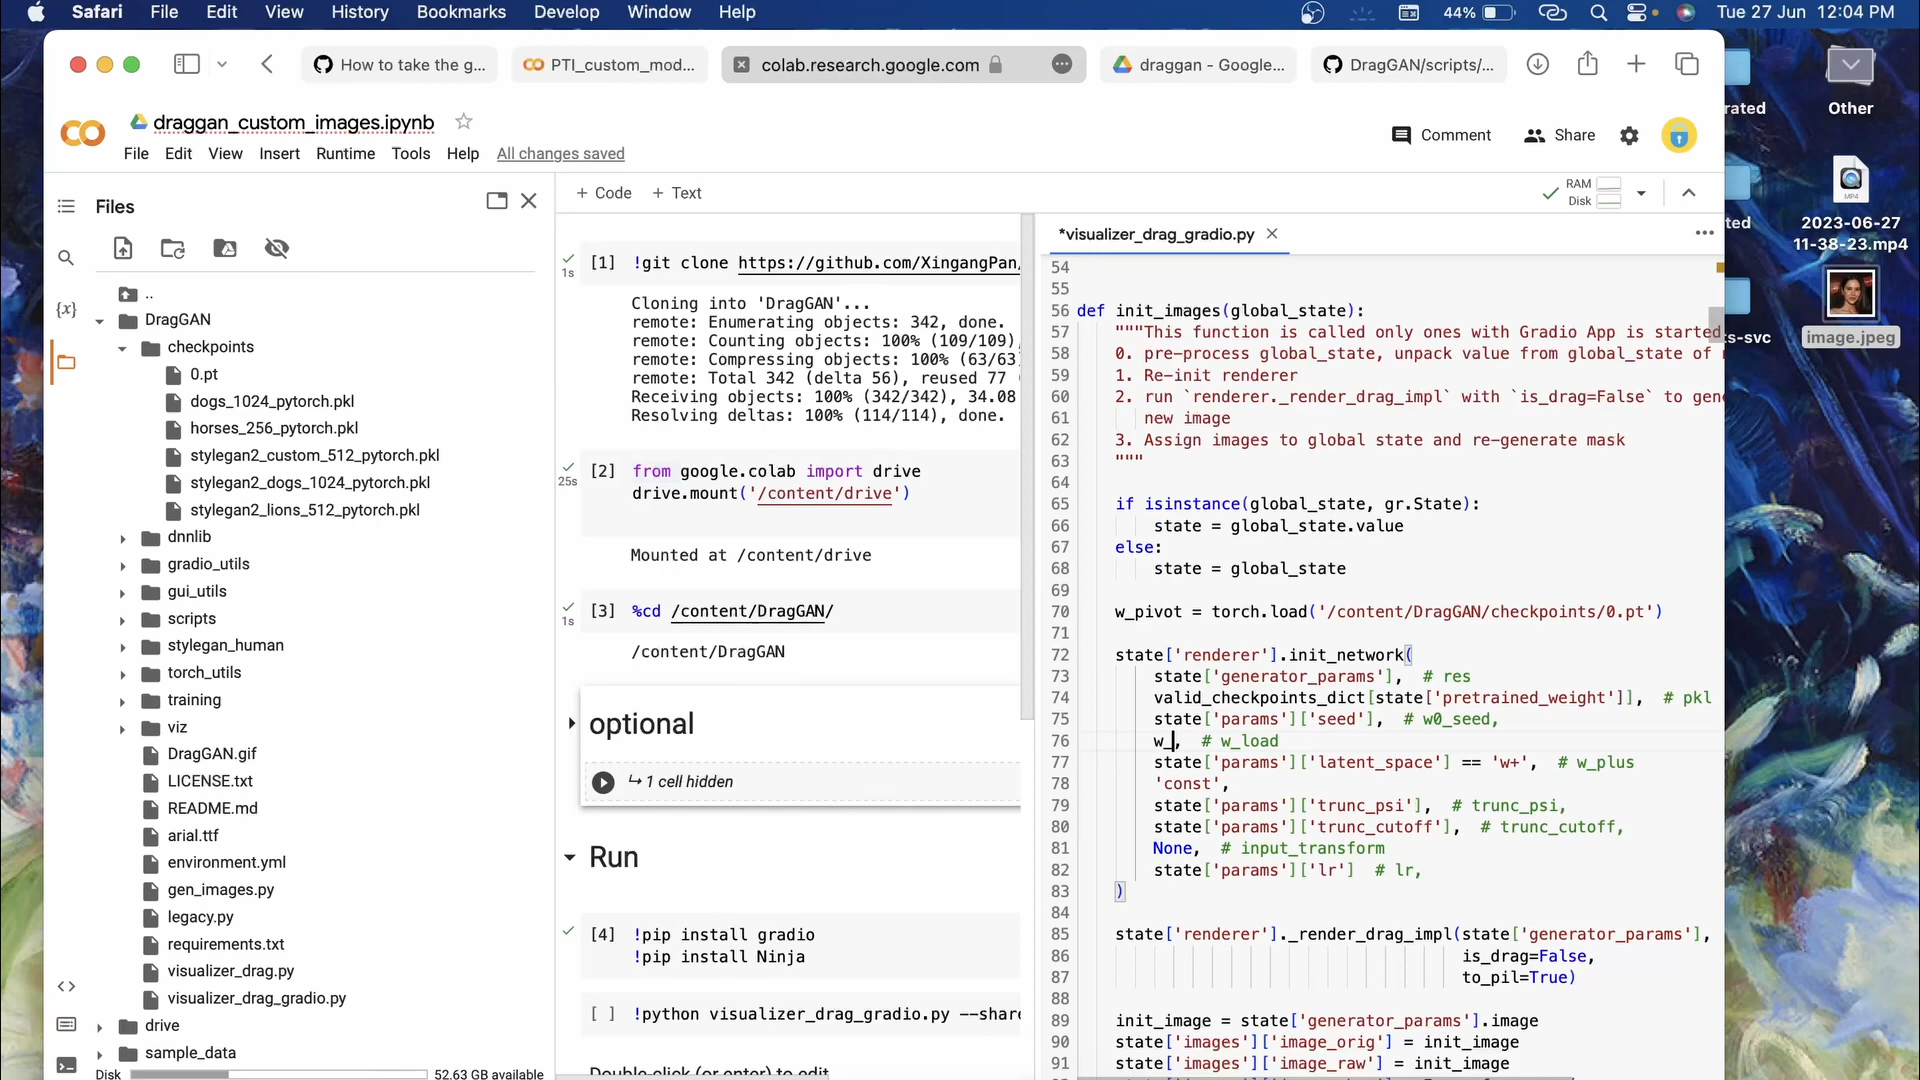 Safari File Edit View History Bookmarks Develop Window Help 44% Tue 27 Jun 12:04 PM
How to take the g... PTI_custom_mod... colab.research.google.com draggan - Google... DragGAN/scripts/...
draggan_custom_images.ipynb
File Edit View Insert Runtime Tools Help All changes saved
Comment Share
Files
+ Code + Text
RAM
Disk
..
DragGAN
checkpoints
0.pt
dogs_1024_pytorch.pkl
horses_256_pytorch.pkl
stylegan2_custom_512_pytorch.pkl
stylegan2_dogs_1024_pytorch.pkl
stylegan2_lions_512_pytorch.pkl
dnnlib
gradio_utils
gui_utils
scripts
stylegan_human
torch_utils
training
viz
DragGAN.gif
LICENSE.txt
README.md
arial.ttf
environment.yml
gen_images.py
legacy.py
requirements.txt
visualizer_drag.py
visualizer_drag_gradio.py
drive
sample_data
Disk 52.63 GB available
1s [1] !git clone https://github.com/XingangPan/
Cloning into 'DragGAN'...
remote: Enumerating objects: 342, done.
remote: Counting objects: 100% (109/109),
remote: Compressing objects: 100% (63/63)
remote: Total 342 (delta 56), reused 77
Receiving objects: 100% (342/342), 34.08
Resolving deltas: 100% (114/114), done.
25s [2] from google.colab import drive
drive.mount('/content/drive')
Mounted at /content/drive
1s [3] %cd /content/DragGAN/
/content/DragGAN
optional
↳ 1 cell hidden
Run
[4] !pip install gradio
!pip install Ninja
[ ] !python visualizer_drag_gradio.py --share
Double-click (or enter) to edit
*visualizer_drag_gradio.py
54
55
56 def init_images(global_state):
57 """This function is called only ones with Gradio App is started
58 0. pre-process global_state, unpack value from global_state of
59 1. Re-init renderer
60 2. run `renderer._render_drag_impl` with `is_drag=False` to gen
61 new image
62 3. Assign images to global state and re-generate mask
63 """
64
65 if isinstance(global_state, gr.State):
66 state = global_state.value
67 else:
68 state = global_state
69
70 w_pivot = torch.load('/content/DragGAN/checkpoints/0.pt')
71
72 state['renderer'].init_network(
73 state['generator_params'], # res
74 valid_checkpoints_dict[state['pretrained_weight']], # pkl
75 state['params']['seed'], # w0_seed,
76 w_, # w_load
77 state['params']['latent_space'] == 'w+', # w_plus
78 'const',
79 state['params']['trunc_psi'], # trunc_psi,
80 state['params']['trunc_cutoff'], # trunc_cutoff,
81 None, # input_transform
82 state['params']['lr'] # lr,
83 )
84
85 state['renderer']._render_drag_impl(state['generator_params'],
86 is_drag=False,
87 to_pil=True)
88
89 init_image = state['generator_params'].image
90 state['images']['image_orig'] = init_image
91 state['images']['image_raw'] = init_image
rated
Other
ted
MP4
2023-06-27
11-38-23.mp4
ts-svc
image.jpeg